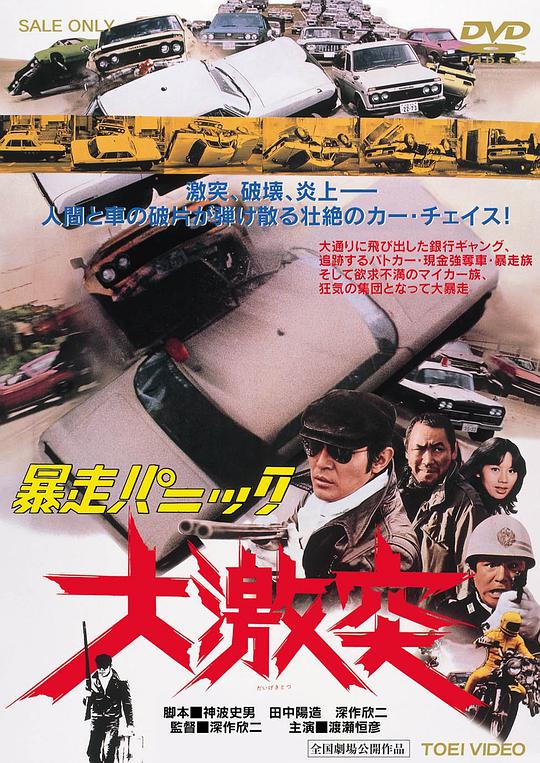 SALE ONLY
DVD
VIDEO
激突、破壊、炎上――
人間と車の破片が弾け散る壮絶のカー・チェイス!
大通りに飛び出した銀行ギャング、
追跡するパトカー・現金強奪車・暴走族
そして欲求不満のマイカー族、
狂気の集団となって大暴走
暴走パニック
大激突
だいげきとつ
脚本■神波史男 田中陽造 深作欣二
監督■深作欣二 主演■渡瀬恒彦
全国劇場公開作品
TOEI VIDEO